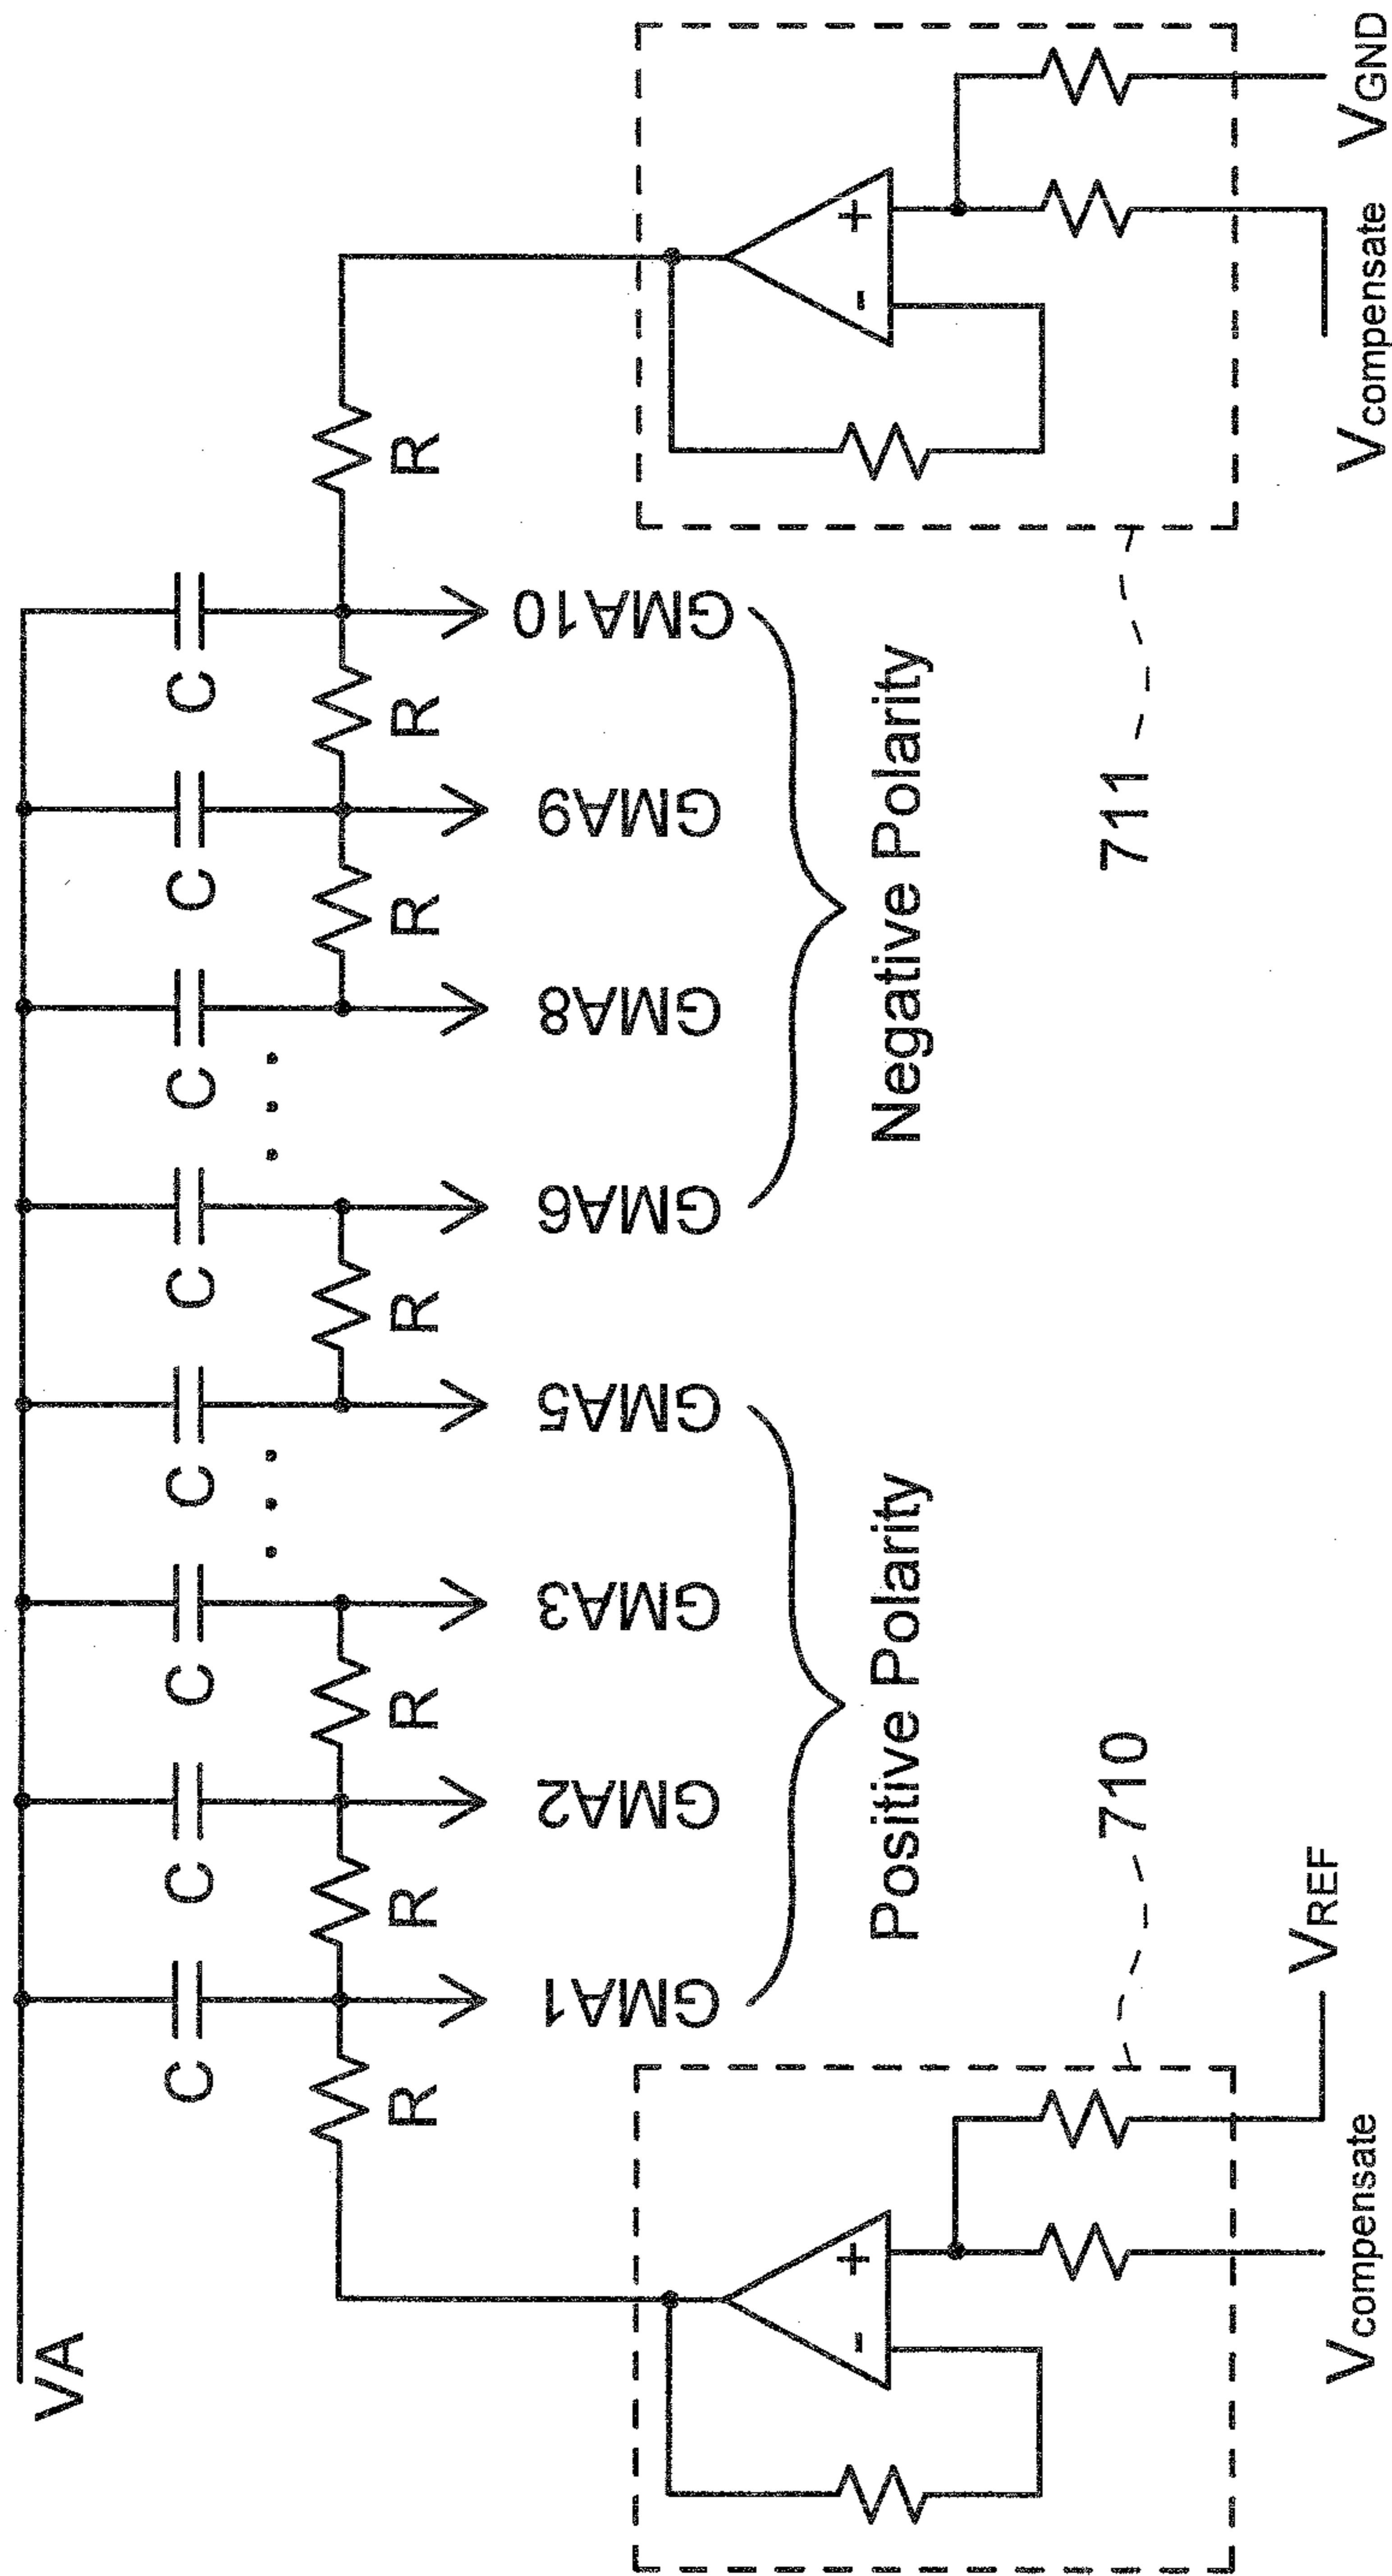 VA
C C C C C C C C
R R R R R R R
GMA1 GMA2 GMA3 GMA5 GMA6 GMA8 GMA9 GMA10
Positive Polarity Negative Polarity
- + - +
710 711
Vcompensate VREF Vcompensate VGND